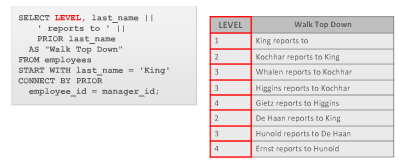 SELECT LEVEL, last_name ||
' reports to ' ||
PRIOR last_name
AS "Walk Top Down"
FROM employees
START WITH last_name = 'King'
CONNECT BY PRIOR
employee_id = manager_id;
LEVEL Walk Top Down
1 King reports to
2 Kochhar reports to King
3 Whalen reports to Kochhar
3 Higgins reports to Kochhar
4 Gietz reports to Higgins
2 De Haan reports to King
3 Hunold reports to De Haan
4 Ernst reports to Hunold